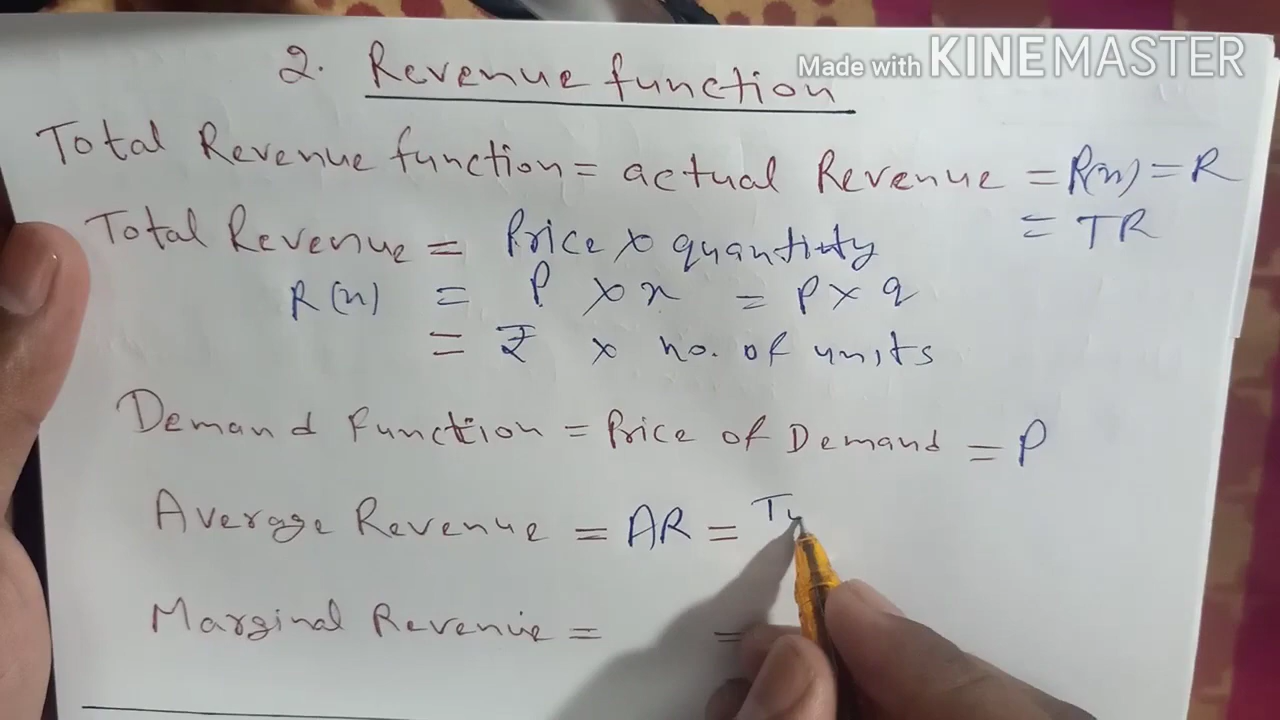 2. Revenue function
Made with KINEMASTER
Total Revenue function = actual Revenue = R(x) = R
= TR
Total Revenue = Price × quantity
R(x) = P × x = P × q
= ₹ × no. of units
Demand Function = Price of Demand = P
Average Revenue = AR = T
Marginal Revenue = =